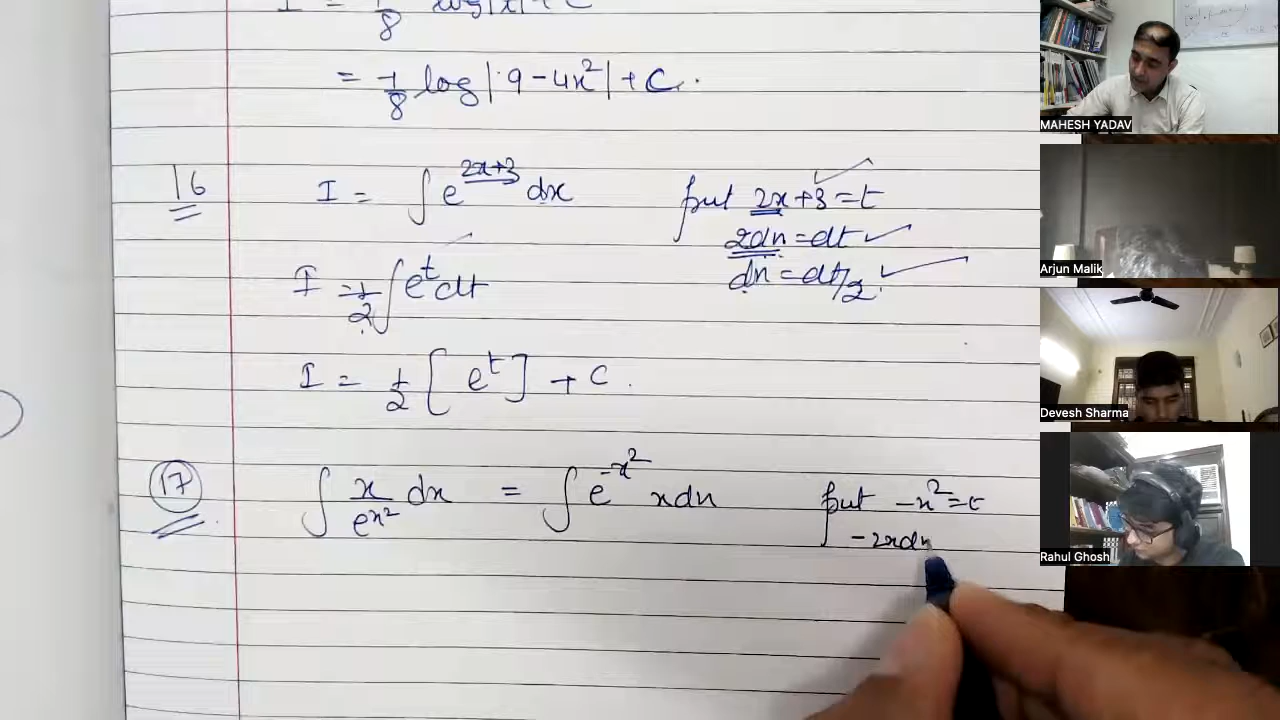 = 1/8 log|9 - 4x²| + C.
16 I = ∫ e^(2x+3) dx put 2x+3 = t
2dx = dt
dx = dt/2
I = 1/2 ∫ e^t dt
I = 1/2 [ e^t ] + C.
17 ∫ x/e^(x²) dx = ∫ e^(-x²) xdx put -x² = t
-2xdx
MAHESH YADAV
Arjun Malik
Devesh Sharma
Rahul Ghosh